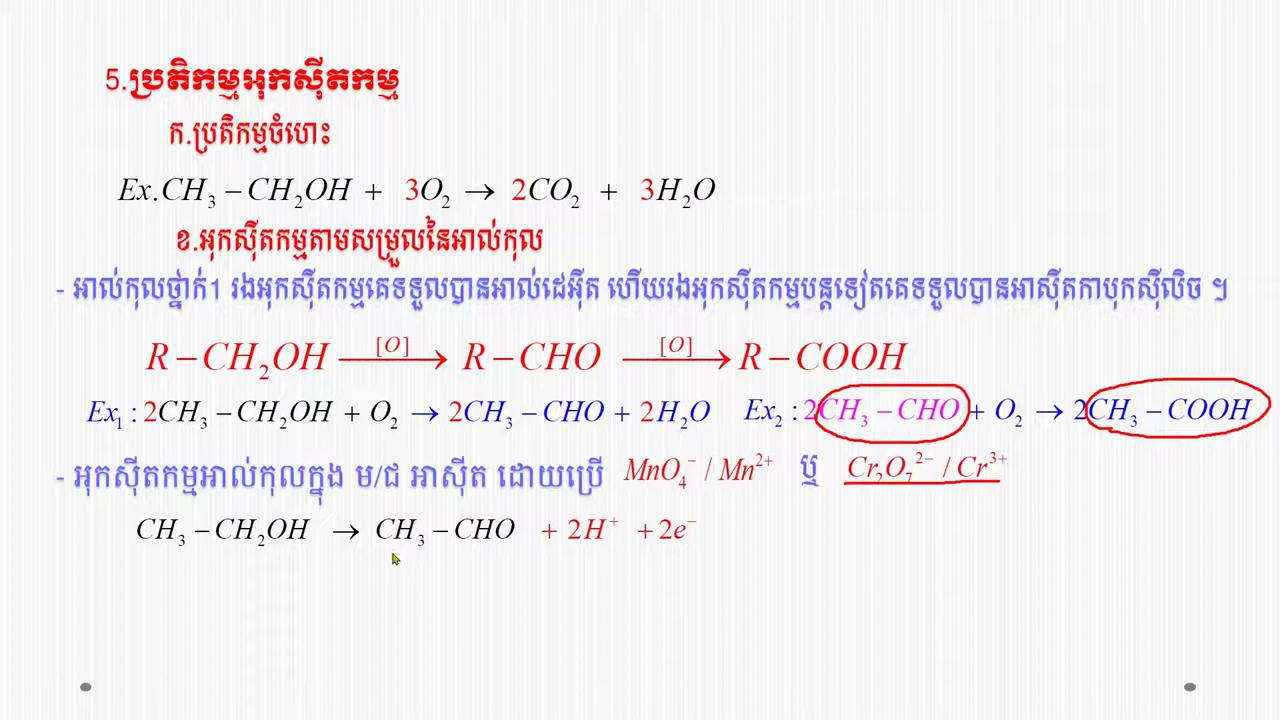 5.ប្រតិកម្មអុកស៊ីតកម្ម
ក.ប្រតិកម្មចំហេះ
Ex.CH₃ – CH₂OH + 3O₂ → 2CO₂ + 3H₂O
ខ.អុកស៊ីតកម្មតាមសម្រួលនៃអាល់កុល
- អាល់កុលថ្នាក់1 រងអុកស៊ីតកម្មគេទទួលបានអាល់ដេអ៊ីត ហើយរងអុកស៊ីតកម្មបន្តទៀតគេទទួលបានអាស៊ីតកាបុកស៊ីលិច ។
R – CH₂OH —[O]→ R – CHO —[O]→ R – COOH
Ex₁ : 2CH₃ – CH₂OH + O₂ → 2CH₃ – CHO + 2H₂O Ex₂ : 2CH₃ – CHO + O₂ → 2CH₃ – COOH
- អុកស៊ីតកម្មអាល់កុលក្នុង ម/ជ អាស៊ីត ដោយប្រើ MnO₄⁻ / Mn²⁺ ឬ Cr₂O₇²⁻ / Cr³⁺
CH₃ – CH₂OH → CH₃ – CHO + 2H⁺ + 2e⁻